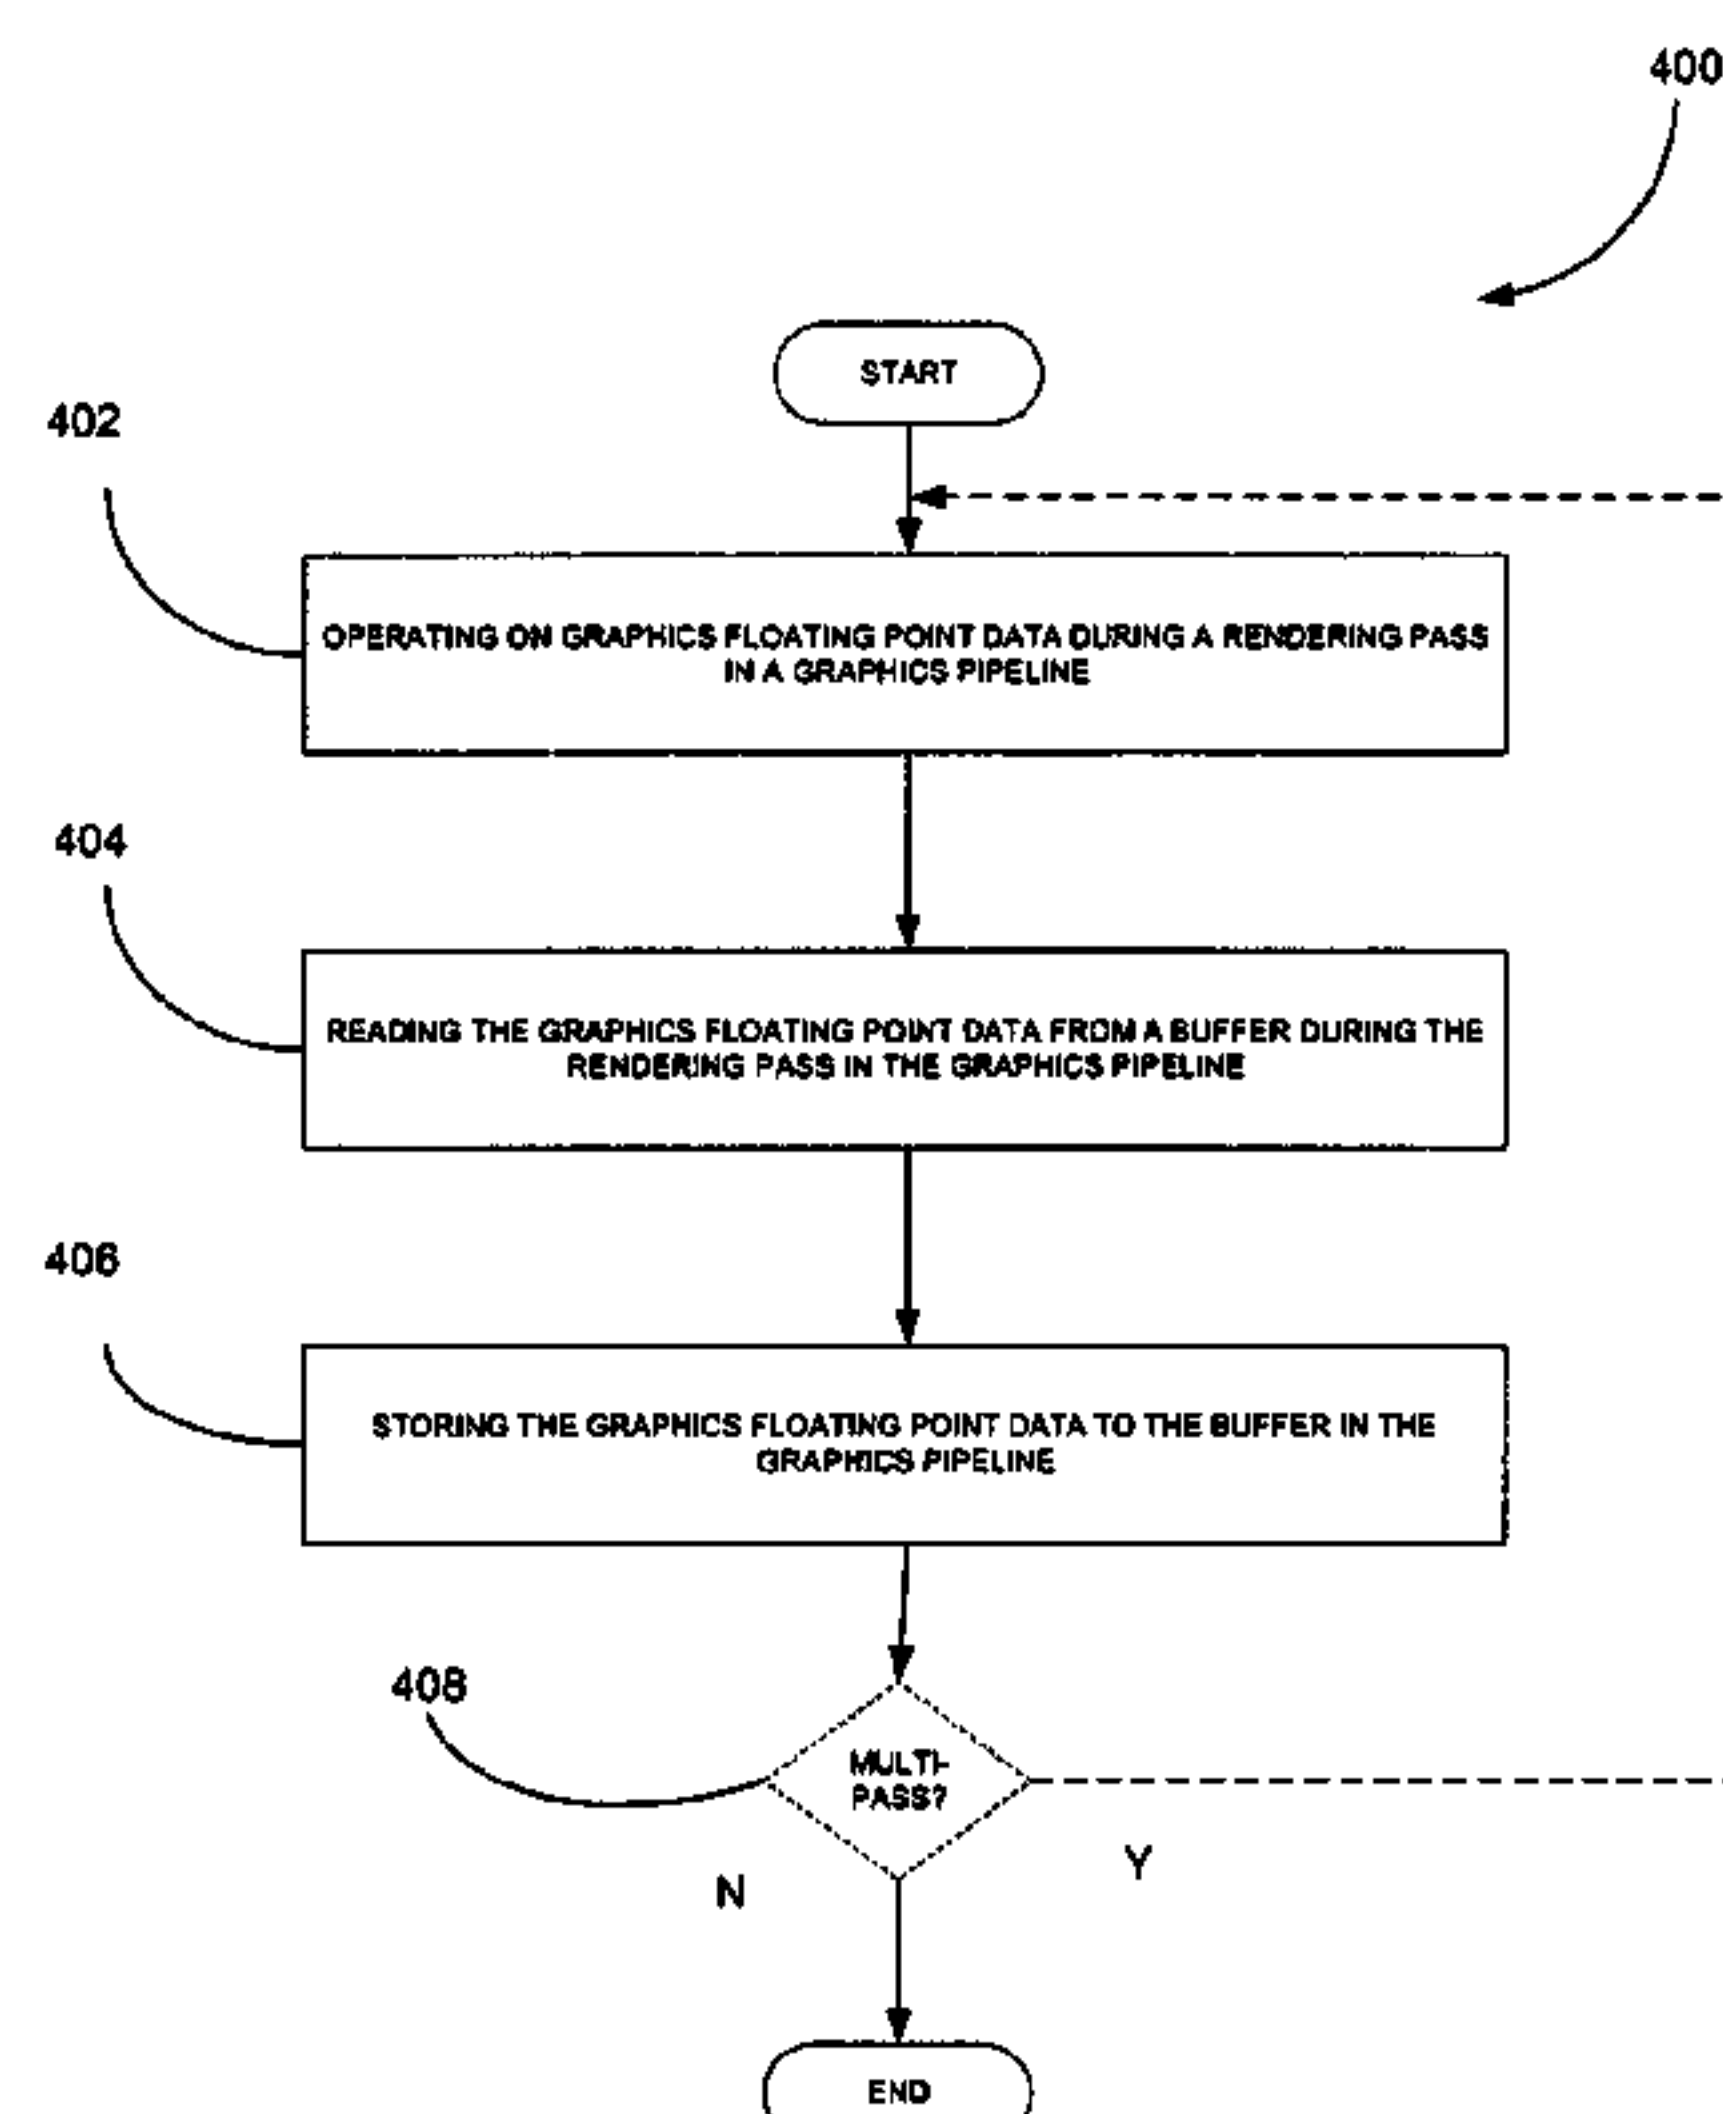 400
START
402
OPERATING ON GRAPHICS FLOATING POINT DATA DURING A RENDERING PASS
IN A GRAPHICS PIPELINE
404
READING THE GRAPHICS FLOATING POINT DATA FROM A BUFFER DURING THE
RENDERING PASS IN THE GRAPHICS PIPELINE
406
STORING THE GRAPHICS FLOATING POINT DATA TO THE BUFFER IN THE
GRAPHICS PIPELINE
408
MULTI-
PASS?
Y
N
END